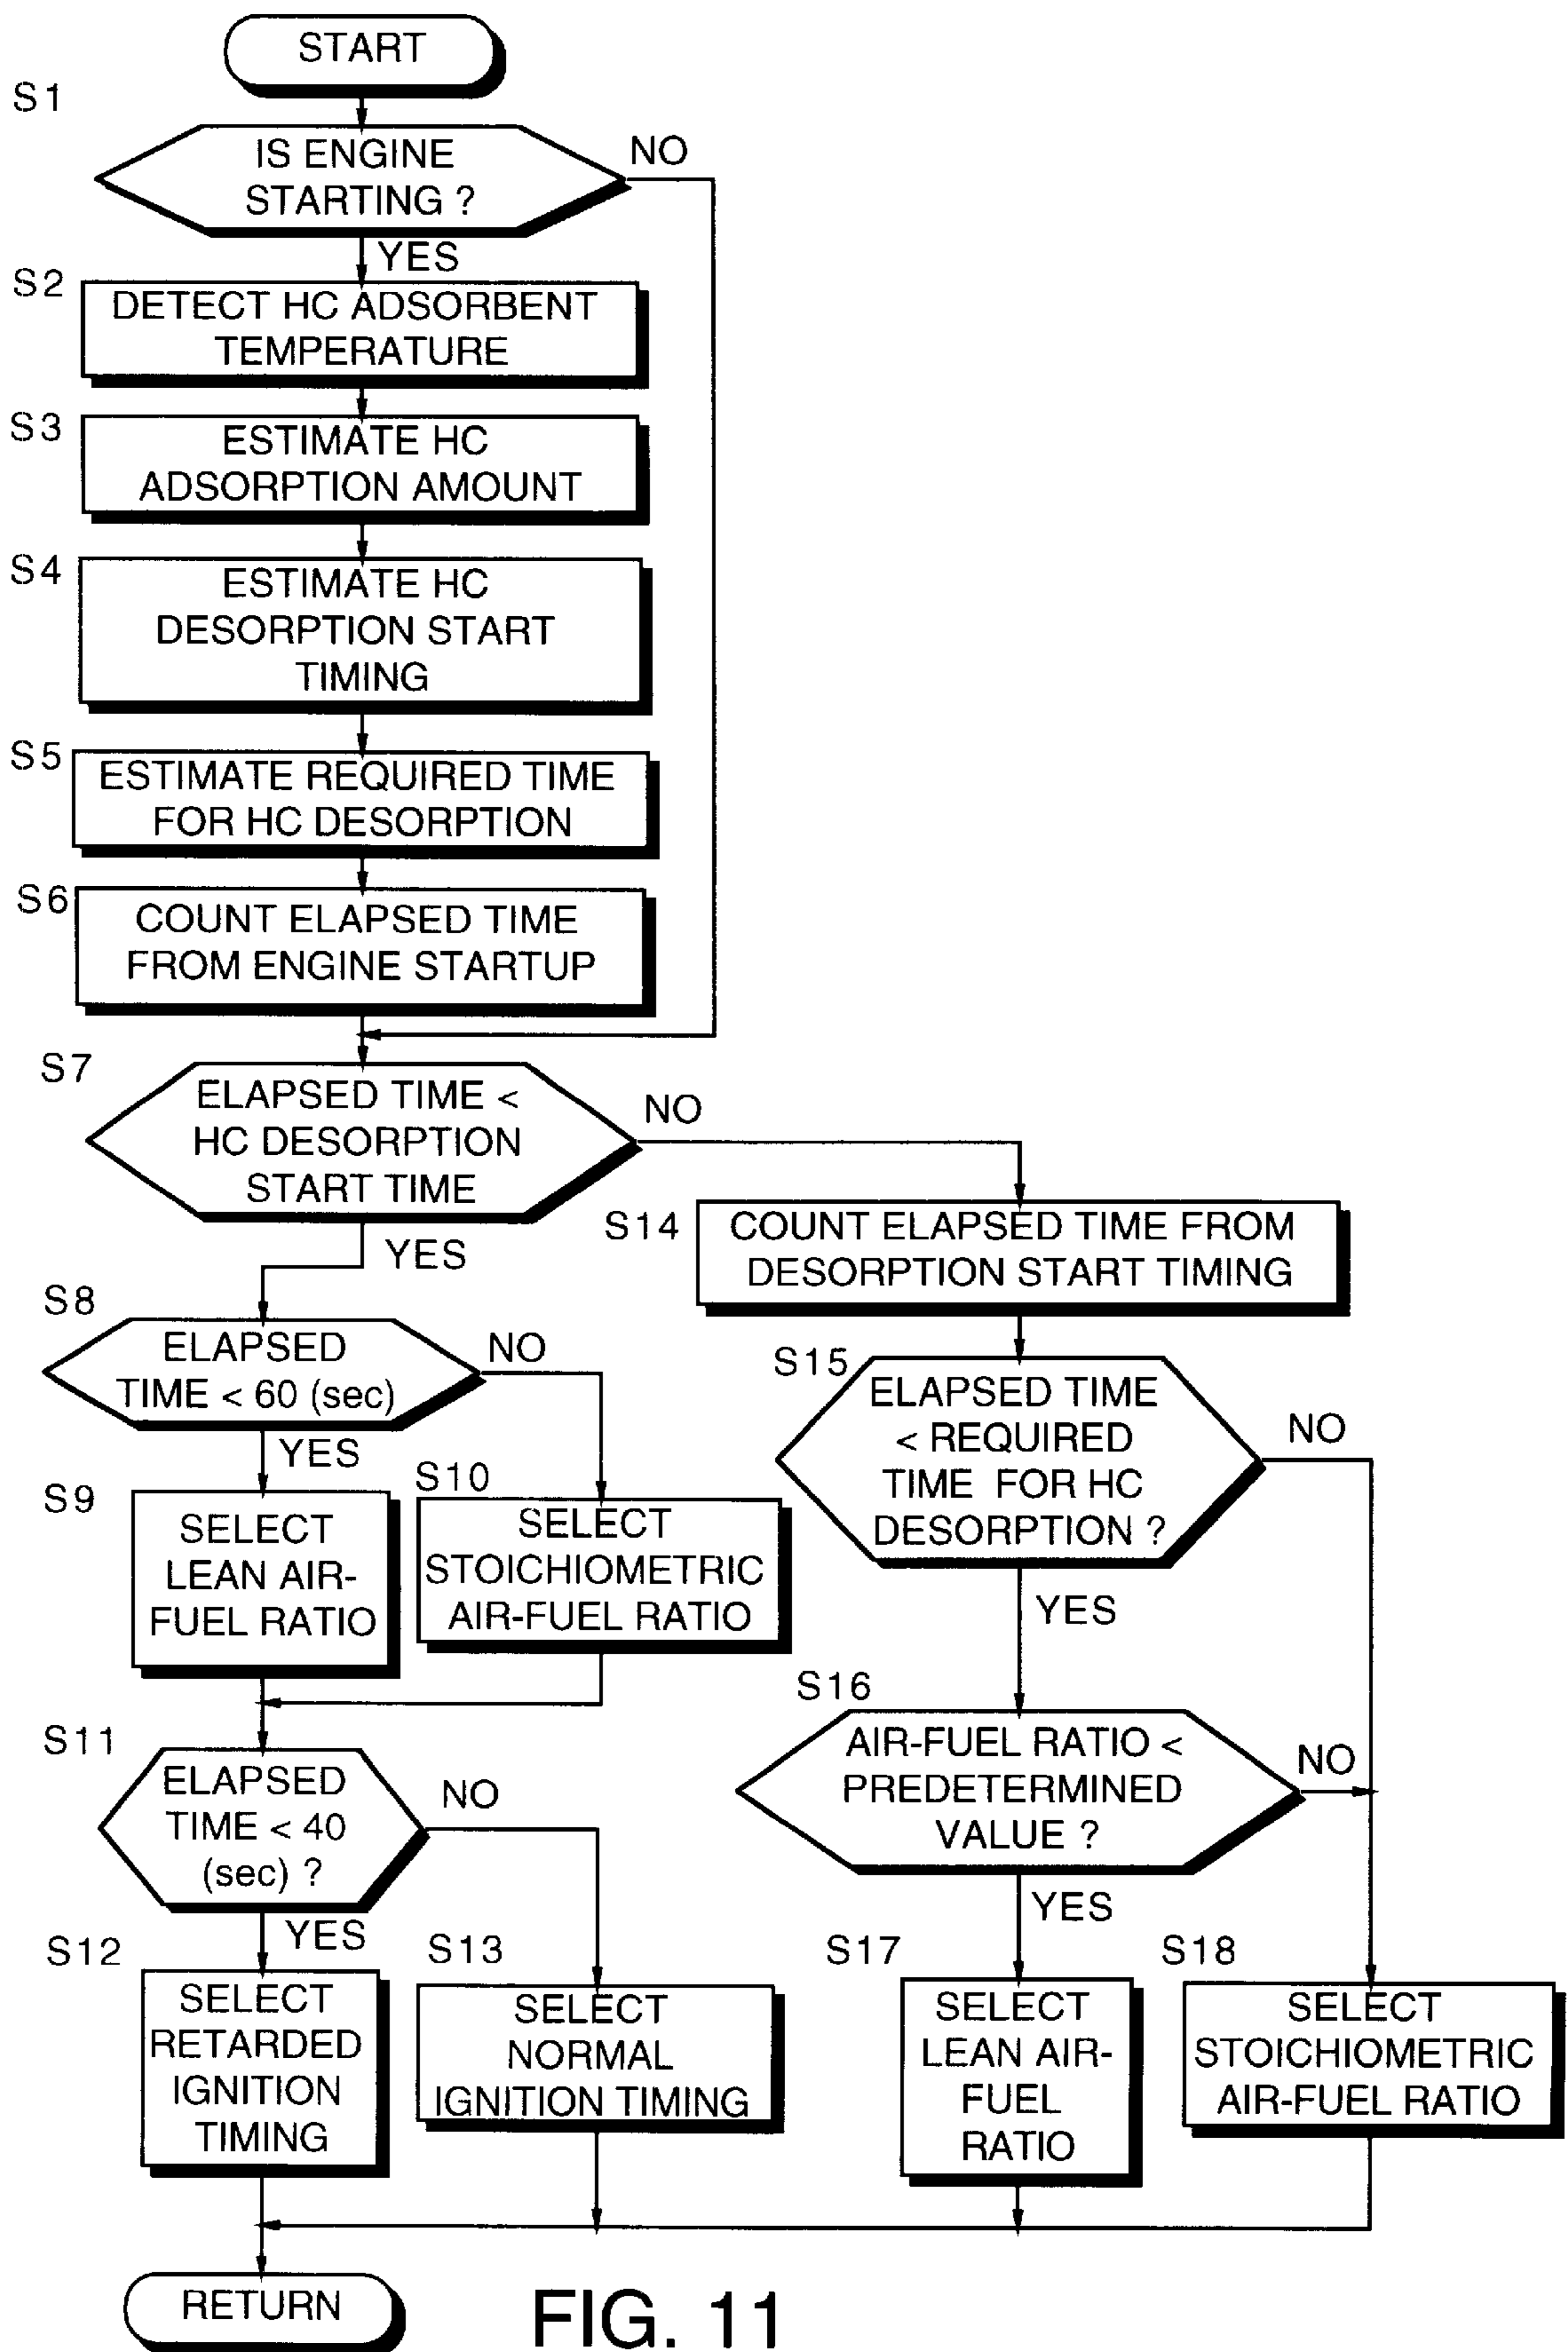 START
S1
IS ENGINE
STARTING ?
NO
YES
S2
DETECT HC ADSORBENT
TEMPERATURE
S3
ESTIMATE HC
ADSORPTION AMOUNT
S4
ESTIMATE HC
DESORPTION START
TIMING
S5
ESTIMATE REQUIRED TIME
FOR HC DESORPTION
S6
COUNT ELAPSED TIME
FROM ENGINE STARTUP
S7
ELAPSED TIME <
HC DESORPTION
START TIME
NO
YES
S8
ELAPSED
TIME < 60 (sec)
NO
YES
S9
SELECT
LEAN AIR-
FUEL RATIO
S10
SELECT
STOICHIOMETRIC
AIR-FUEL RATIO
S11
ELAPSED
TIME < 40
(sec) ?
NO
YES
S12
SELECT
RETARDED
IGNITION
TIMING
S13
SELECT
NORMAL
IGNITION TIMING
S14
COUNT ELAPSED TIME FROM
DESORPTION START TIMING
S15
ELAPSED TIME
< REQUIRED
TIME FOR HC
DESORPTION ?
NO
YES
S16
AIR-FUEL RATIO <
PREDETERMINED
VALUE ?
NO
YES
S17
SELECT
LEAN AIR-
FUEL
RATIO
S18
SELECT
STOICHIOMETRIC
AIR-FUEL RATIO
RETURN
FIG. 11